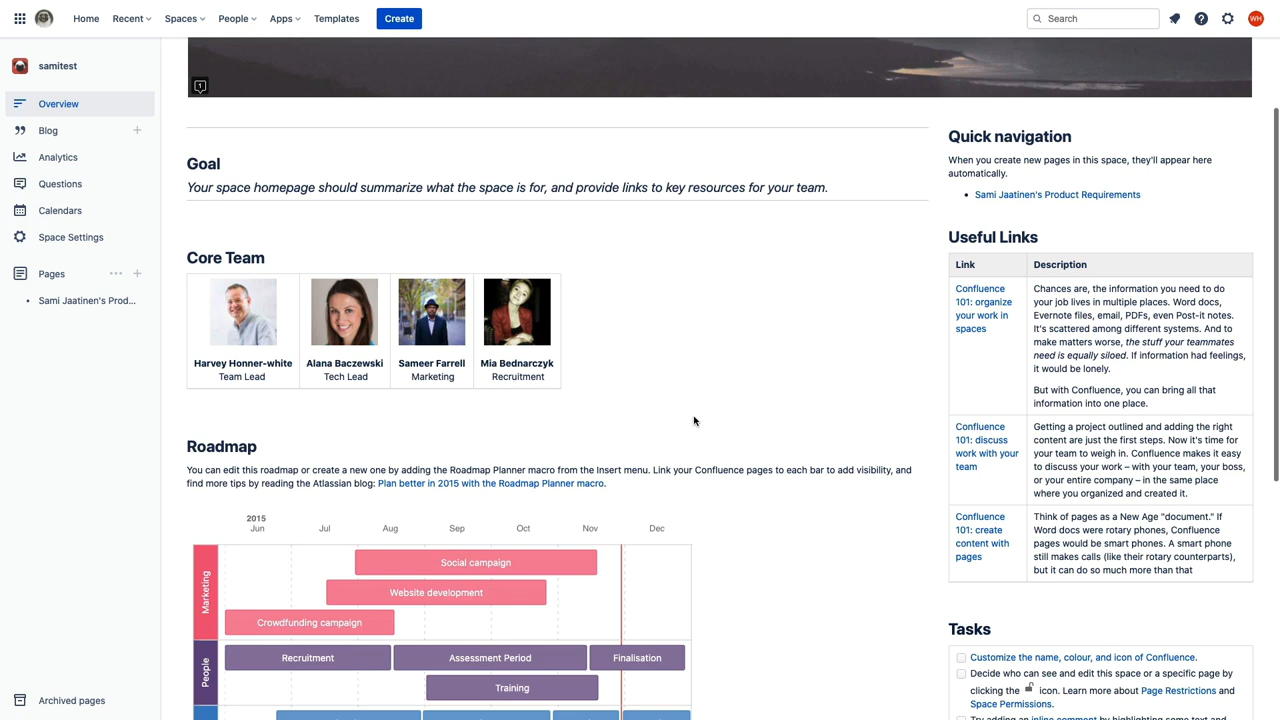 Home Recent Spaces People Apps Templates Create Search WH
samitest
Overview
Blog
Analytics
Questions
Calendars
Space Settings
Pages
Sami Jaatinen's Prod...
Archived pages
1
Goal
Your space homepage should summarize what the space is for, and provide links to key resources for your team.
Core Team
Harvey Honner-white Alana Baczewski Sameer Farrell Mia Bednarczyk
Team Lead Tech Lead Marketing Recruitment
Roadmap
You can edit this roadmap or create a new one by adding the Roadmap Planner macro from the Insert menu. Link your Confluence pages to each bar to add visibility, and
find more tips by reading the Atlassian blog: Plan better in 2015 with the Roadmap Planner macro.
2015
Jun Jul Aug Sep Oct Nov Dec
Marketing
Social campaign
Website development
Crowdfunding campaign
People
Recruitment Assessment Period Finalisation
Training
Quick navigation
When you create new pages in this space, they'll appear here
automatically.
• Sami Jaatinen's Product Requirements
Useful Links
Link Description
Confluence
101: organize
your work in
spaces
Chances are, the information you need to do
your job lives in multiple places. Word docs,
Evernote files, email, PDFs, even Post-it notes.
It's scattered among different systems. And to
make matters worse, the stuff your teammates
need is equally siloed. If information had feelings,
it would be lonely.
But with Confluence, you can bring all that
information into one place.
Confluence
101: discuss
work with your
team
Getting a project outlined and adding the right
content are just the first steps. Now it's time for
your team to weigh in. Confluence makes it easy
to discuss your work – with your team, your boss,
or your entire company – in the same place
where you organized and created it.
Confluence
101: create
content with
pages
Think of pages as a New Age "document." If
Word docs were rotary phones, Confluence
pages would be smart phones. A smart phone
still makes calls (like their rotary counterparts),
but it can do so much more than that
Tasks
Customize the name, colour, and icon of Confluence.
Decide who can see and edit this space or a specific page by
clicking the icon. Learn more about Page Restrictions and
Space Permissions.
Try adding an inline comment by highlighting some text and